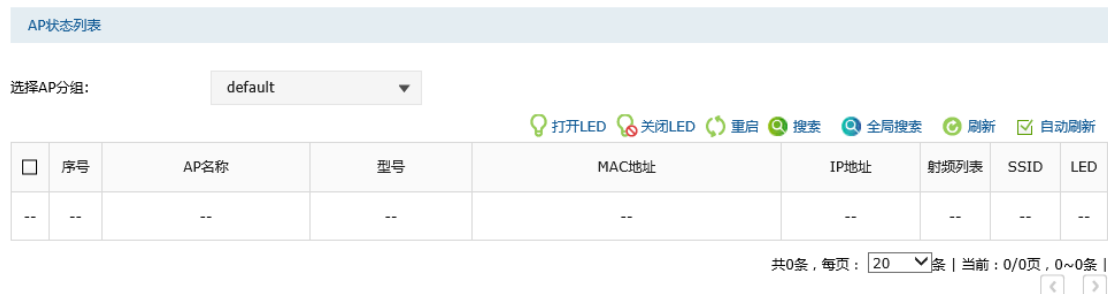 AP状态列表
选择AP分组: default
打开LED 关闭LED 重启 搜索 全局搜索 刷新 自动刷新
序号 AP名称 型号 MAC地址 IP地址 射频列表 SSID LED
-- -- -- -- -- -- -- -- --
共0条，每页： 20 条 | 当前：0/0页，0~0条 |